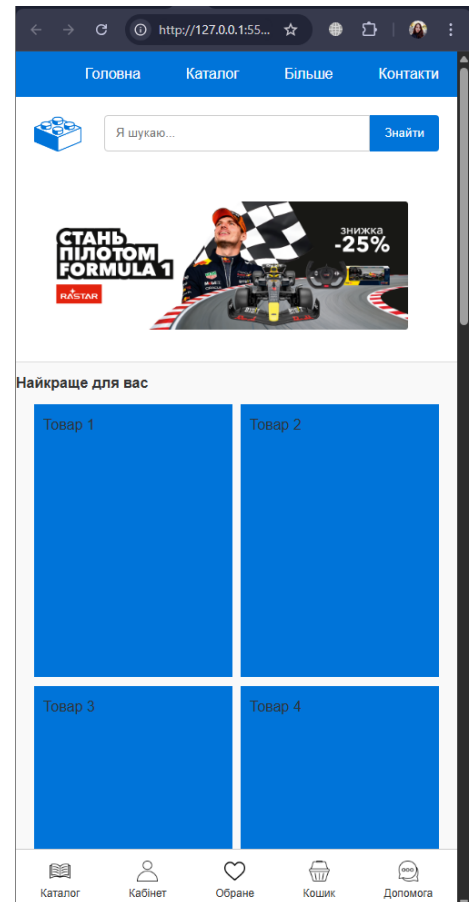 http://127.0.0.1:55...
Головна Каталог Більше Контакти
Я шукаю...
Знайти
СТАНЬ
ПІЛОТОМ
FORMULA 1
RASTAR
ЗНИЖКА
-25%
Найкраще для вас
Товар 1
Товар 2
Товар 3
Товар 4
Каталог
Кабінет
Обране
Кошик
Допомога